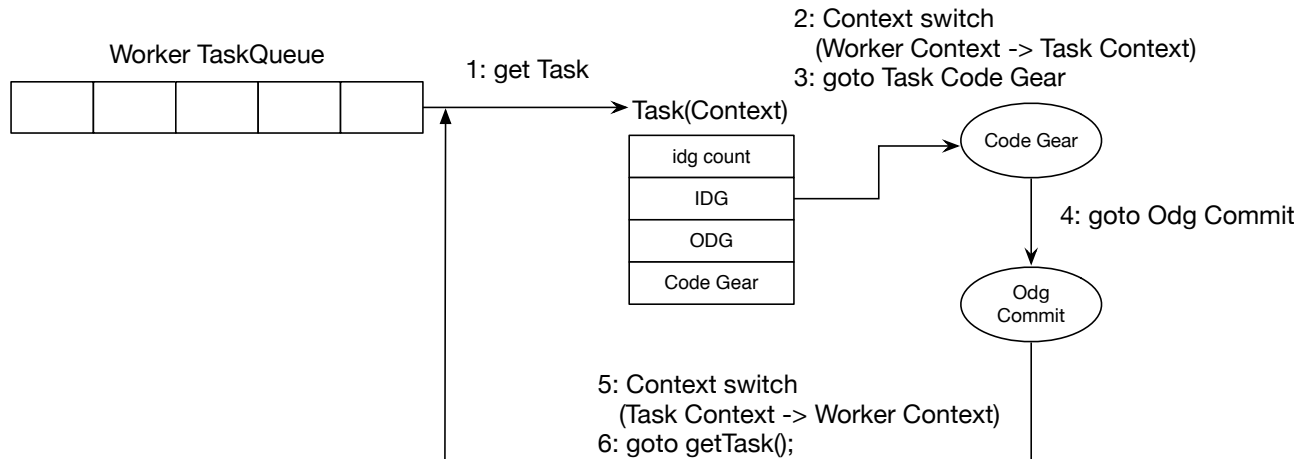 Worker TaskQueue
1: get Task
2: Context switch
(Worker Context -> Task Context)
3: goto Task Code Gear
Task(Context)
idg count
IDG
ODG
Code Gear
Code Gear
4: goto Odg Commit
Odg
Commit
5: Context switch
(Task Context -> Worker Context)
6: goto getTask();